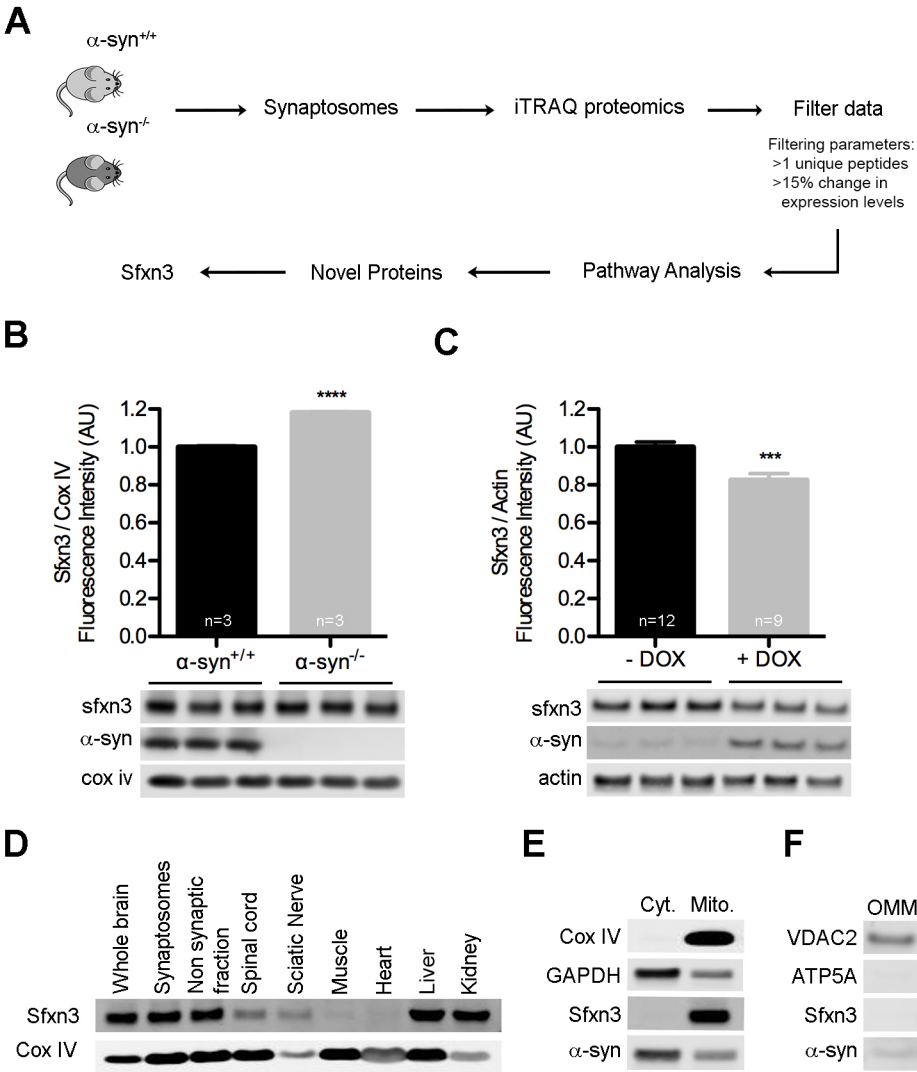 A
α-syn+/+
α-syn-/-
Synaptosomes
iTRAQ proteomics
Filter data
Filtering parameters:
>1 unique peptides
>15% change in
expression levels
Sfxn3
Novel Proteins
Pathway Analysis
B
Sfxn3 / Cox IV
Fluorescence Intensity (AU)
1.2
1.0
0.8
0.6
0.4
0.2
0.0
****
n=3
n=3
α-syn+/+
α-syn-/-
sfxn3
α-syn
cox iv
C
Sfxn3 / Actin
Fluorescence Intensity (AU)
1.2
1.0
0.8
0.6
0.4
0.2
0.0
***
n=12
n=9
- DOX
+ DOX
sfxn3
α-syn
actin
D
Whole brain
Synaptosomes
Non synaptic
fraction
Spinal cord
Sciatic Nerve
Muscle
Heart
Liver
Kidney
Sfxn3
Cox IV
E
Cyt.
Mito.
Cox IV
GAPDH
Sfxn3
α-syn
F
OMM
VDAC2
ATP5A
Sfxn3
α-syn